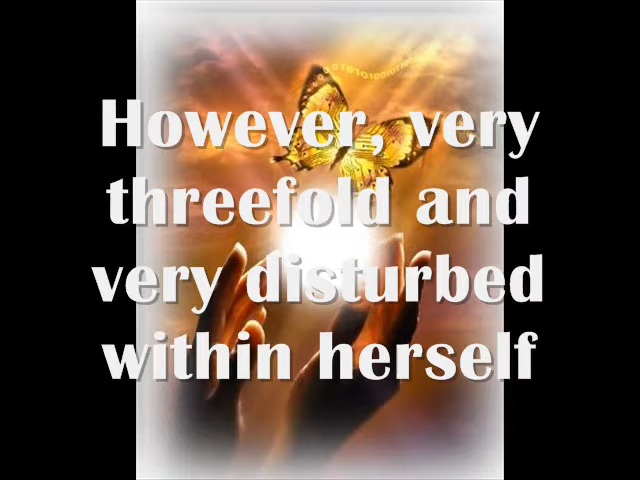 However, very
threefold and
very disturbed
within herself